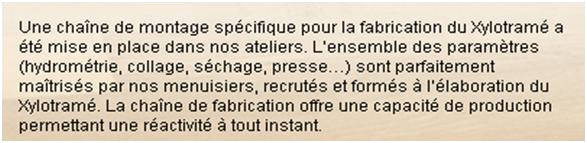 Une chaîne de montage spécifique pour la fabrication du Xylotramé a
été mise en place dans nos ateliers. L'ensemble des paramètres
(hydrométrie, collage, séchage, presse...) sont parfaitement
maîtrisés par nos menuisiers, recrutés et formés à l'élaboration du
Xylotramé. La chaîne de fabrication offre une capacité de production
permettant une réactivité à tout instant.